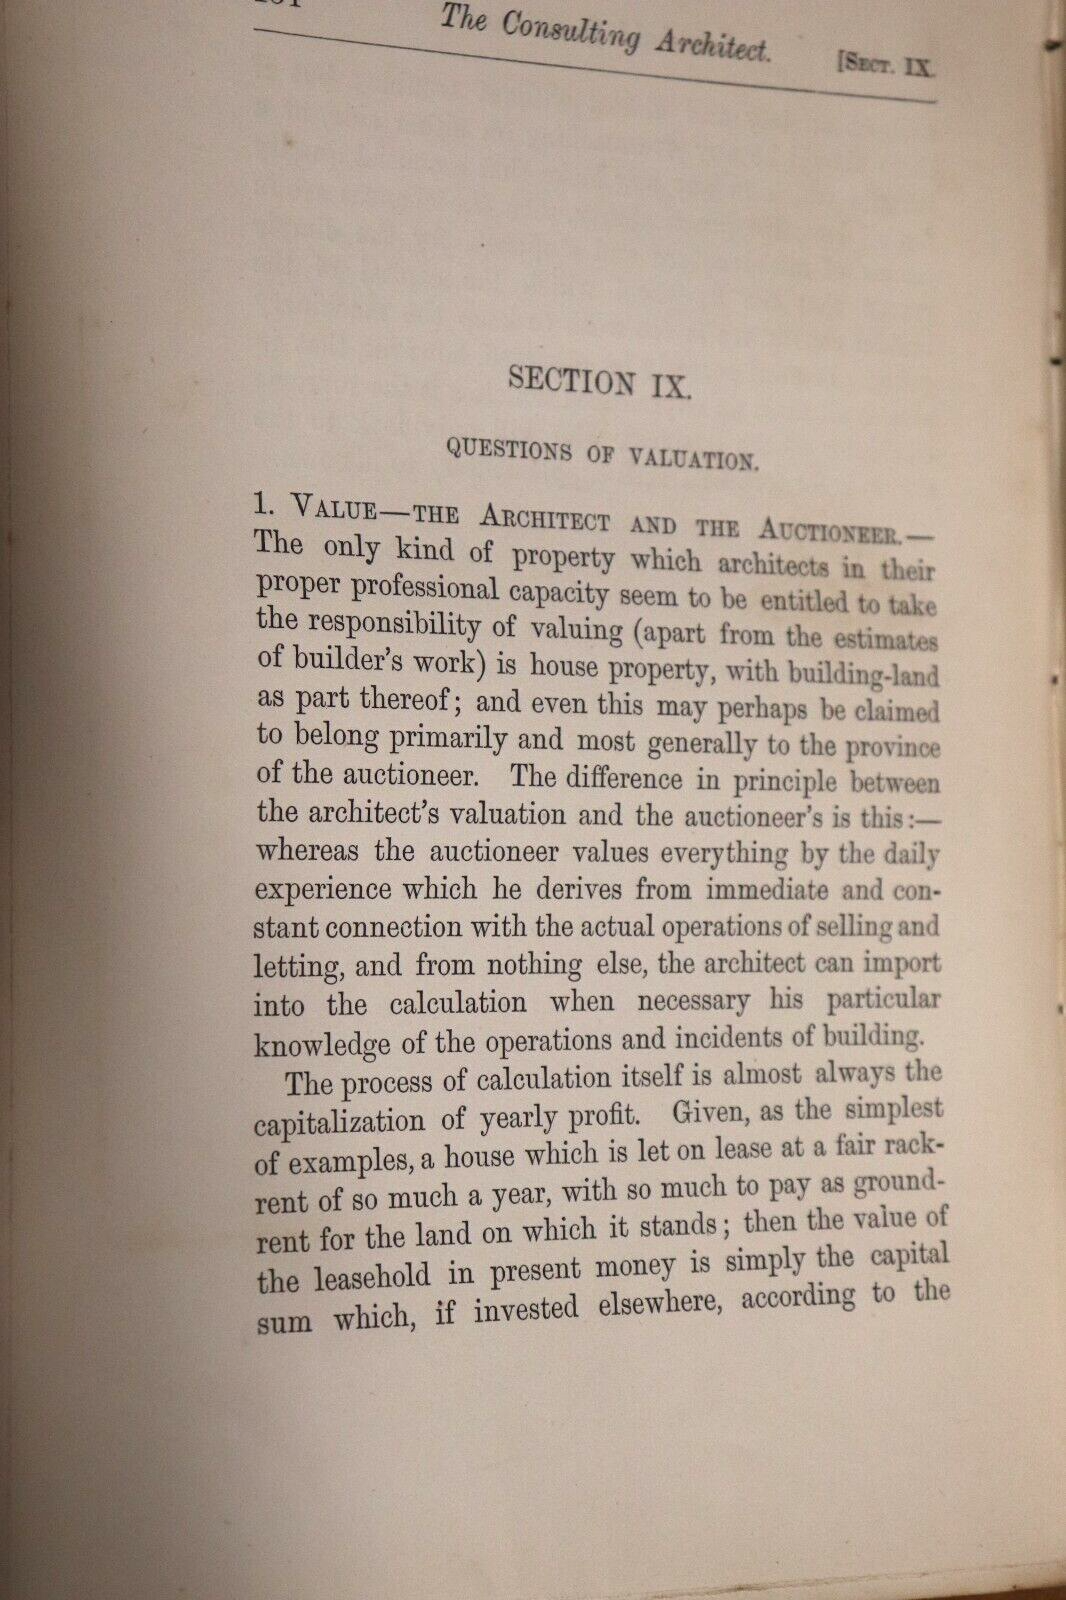 The Consulting Architect. [Sect. IX.
SECTION IX.
QUESTIONS OF VALUATION.
1. Value—the Architect and the Auctioneer.—
The only kind of property which architects in their
proper professional capacity seem to be entitled to take
the responsibility of valuing (apart from the estimates
of builder's work) is house property, with building-land
as part thereof; and even this may perhaps be claimed
to belong primarily and most generally to the province
of the auctioneer. The difference in principle between
the architect's valuation and the auctioneer's is this:—
whereas the auctioneer values everything by the daily
experience which he derives from immediate and con-
stant connection with the actual operations of selling and
letting, and from nothing else, the architect can import
into the calculation when necessary his particular
knowledge of the operations and incidents of building.
The process of calculation itself is almost always the
capitalization of yearly profit. Given, as the simplest
of examples, a house which is let on lease at a fair rack-
rent of so much a year, with so much to pay as ground-
rent for the land on which it stands; then the value of
the leasehold in present money is simply the capital
sum which, if invested elsewhere, according to the